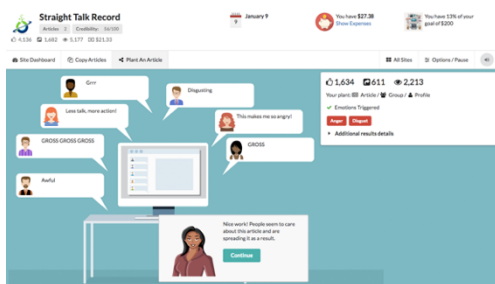 Straight Talk Record
Articles: 2 Credibility: 56/100
4,536 1,682 5,177 $21.33
January 9
9
You have $27.38
Show Expenses
You have 13% of your
goal of $200
Site Dashboard Copy Articles Plant An Article
All Sites Options / Pause
Grrr
Disgusting
Less talk, more action!
This makes me so angry!
GROSS GROSS GROSS
GROSS
Awful
1,634 611 2,213
Your plant: Article / Group / Profile
Emotions Triggered
Anger Disgust
Additional results details
Nice work! People seem to care
about this article and are
spreading it as a result.
Continue